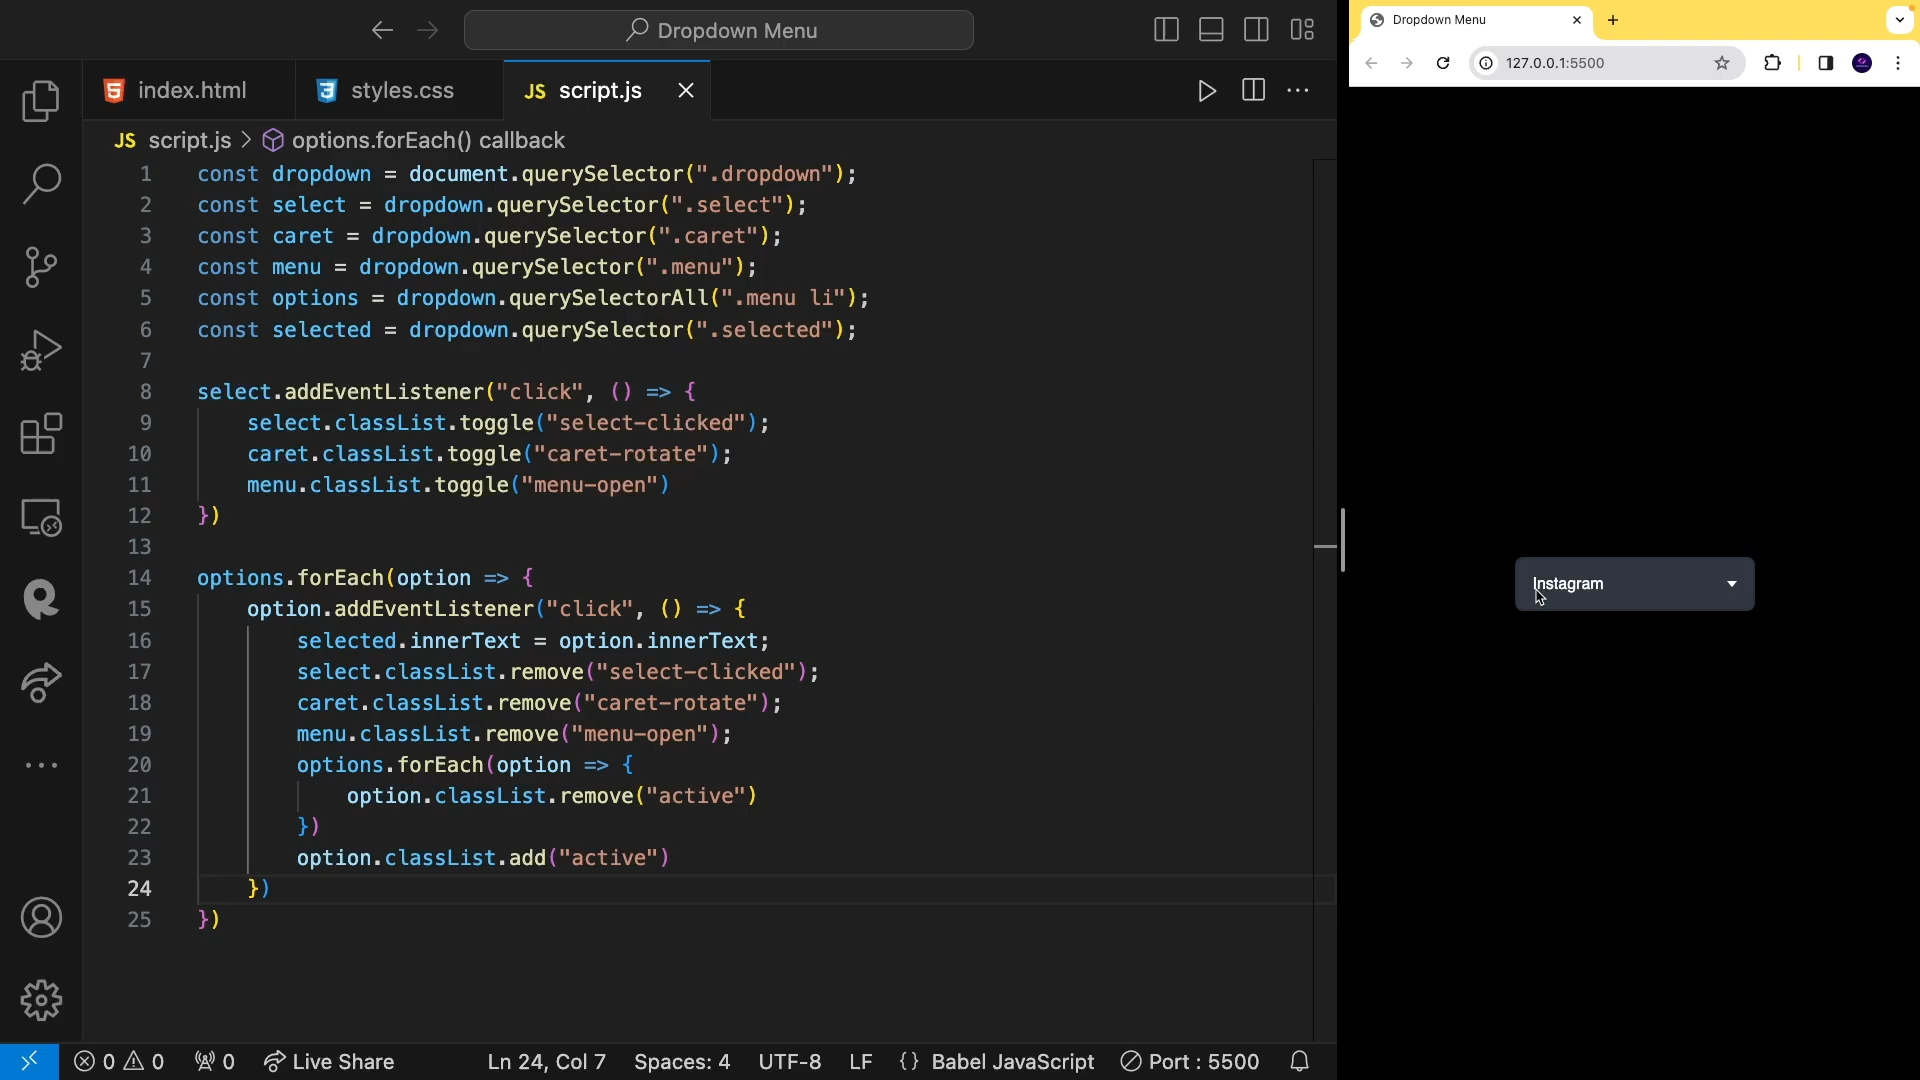 Dropdown Menu
index.html
styles.css
JS script.js
JS script.js > options.forEach() callback
1 const dropdown = document.querySelector(".dropdown");
2 const select = dropdown.querySelector(".select");
3 const caret = dropdown.querySelector(".caret");
4 const menu = dropdown.querySelector(".menu");
5 const options = dropdown.querySelectorAll(".menu li");
6 const selected = dropdown.querySelector(".selected");
7
8 select.addEventListener("click", () => {
9 select.classList.toggle("select-clicked");
10 caret.classList.toggle("caret-rotate");
11 menu.classList.toggle("menu-open")
12 })
13
14 options.forEach(option => {
15 option.addEventListener("click", () => {
16 selected.innerText = option.innerText;
17 select.classList.remove("select-clicked");
18 caret.classList.remove("caret-rotate");
19 menu.classList.remove("menu-open");
20 options.forEach(option => {
21 option.classList.remove("active")
22 })
23 option.classList.add("active")
24 })
25 })
0 0 0 Live Share Ln 24, Col 7 Spaces: 4 UTF-8 LF {} Babel JavaScript Port : 5500
Dropdown Menu
127.0.0.1:5500
Instagram